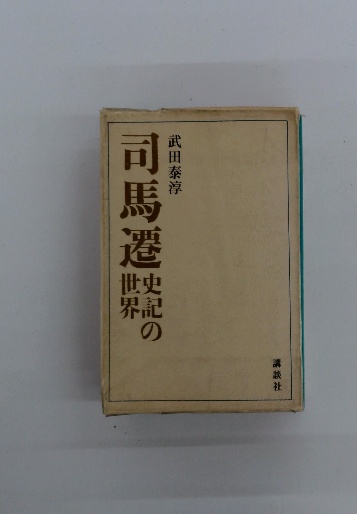 武田泰淳
司馬遷
史記の
世界
講談社